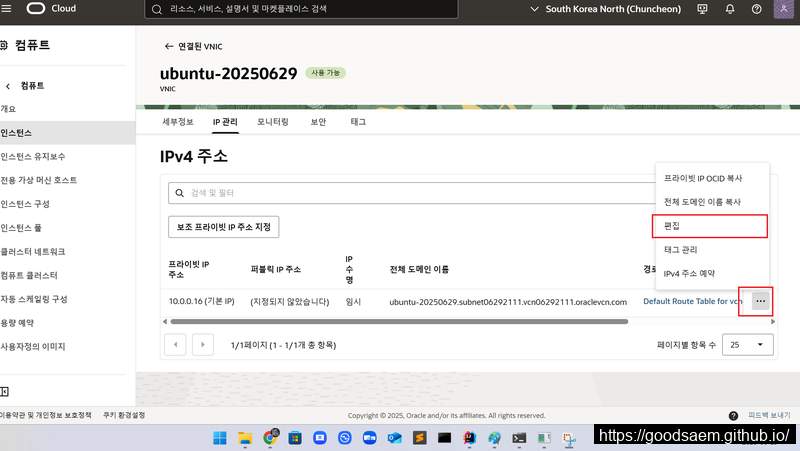 Cloud
리소스, 서비스, 설명서 및 마켓플레이스 검색
South Korea North (Chuncheon)
컴퓨트
컴퓨트
개요
인스턴스
인스턴스 유지보수
전용 가상 머신 호스트
인스턴스 구성
인스턴스 풀
클러스터 네트워크
컴퓨트 클러스터
자동 스케일링 구성
용량 예약
사용자정의 이미지
연결된 VNIC
ubuntu-20250629
사용 가능
VNIC
세부정보
IP 관리
모니터링
보안
태그
IPv4 주소
검색 및 필터
보조 프라이빗 IP 주소 지정
프라이빗 IP OCID 복사
전체 도메인 이름 복사
편집
태그 관리
IPv4 주소 예약
프라이빗 IP
주소
퍼블릭 IP 주소
IP
수
명
전체 도메인 이름
경로
10.0.0.16 (기본 IP)
(지정되지 않았습니다)
임시
ubuntu-20250629.subnet06292111.vcn06292111.oraclevcn.com
Default Route Table for vcn
1/1페이지 (1 - 1/1개 총 항목)
페이지별 항목 수
25
이용약관 및 개인정보 보호정책
쿠키 환경설정
Copyright © 2025, Oracle and/or its affiliates. All rights reserved.
피드백 보내기
https://goodsaem.github.io/